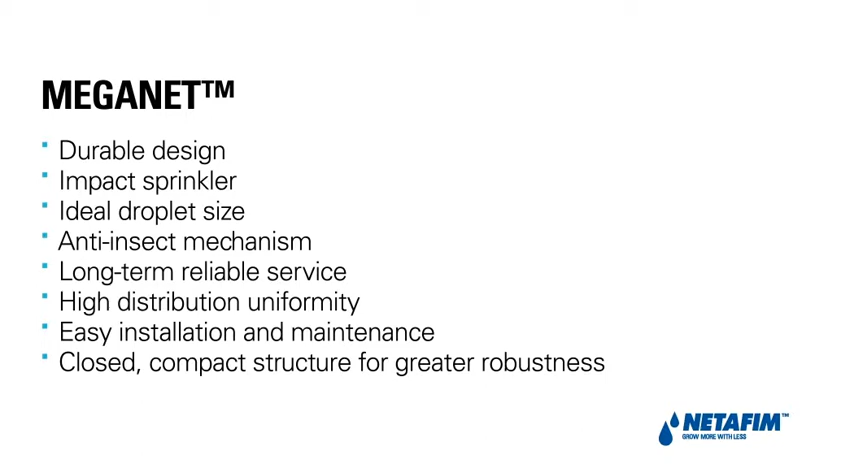 MEGANET™
Durable design
Impact sprinkler
Ideal droplet size
Anti-insect mechanism
Long-term reliable service
High distribution uniformity
Easy installation and maintenance
Closed, compact structure for greater robustness
NETAFIM™
GROW MORE WITH LESS